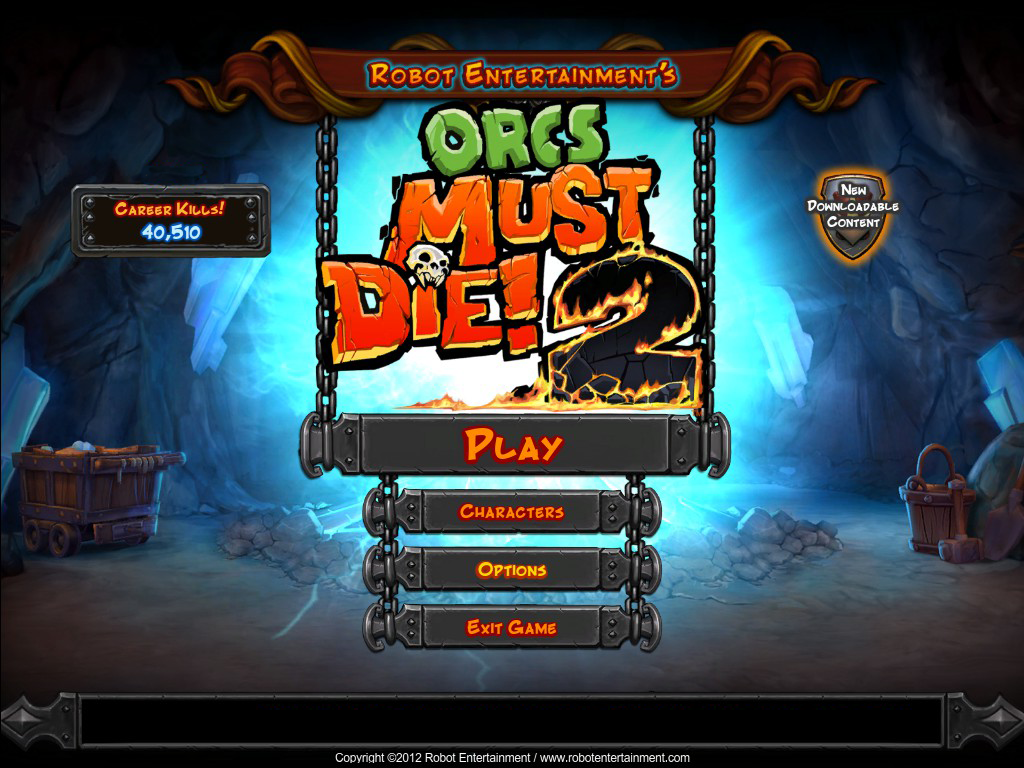 Robot Entertainment's
ORCS
MUST
DIE!
2
Career Kills!
40,510
New
Downloadable
Content
Play
Characters
Options
Exit Game
Copyright ©2012 Robot Entertainment / www.robotentertainment.com